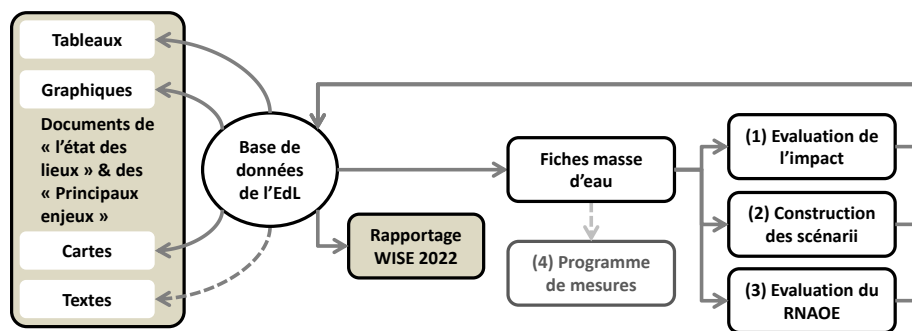 Tableaux
Graphiques
Documents de
« l'état des
lieux » & des
« Principaux
enjeux »
Cartes
Textes
Base de
données
de l'EdL
Rapportage
WISE 2022
Fiches masse
d'eau
(4) Programme
de mesures
(1) Evaluation de
l'impact
(2) Construction
des scénarii
(3) Evaluation du
RNAOE